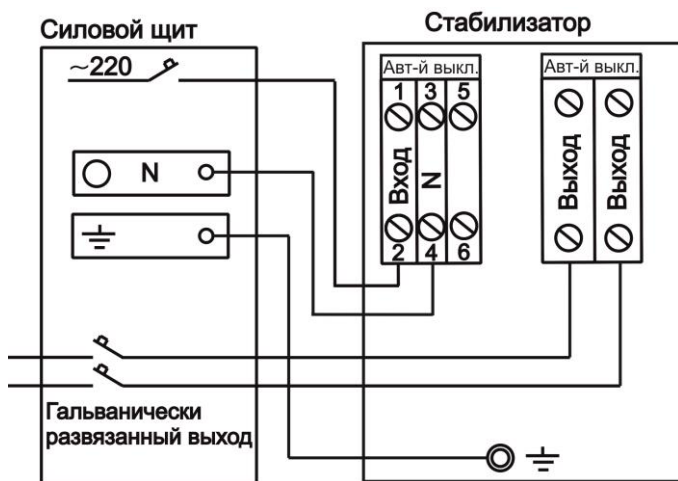 Силовой щит
Стабилизатор
~220
Авт-й выкл.
1 3 5
Вход
N
2 4 6
Авт-й выкл.
Выход
Выход
N
Гальванически
развязанный выход